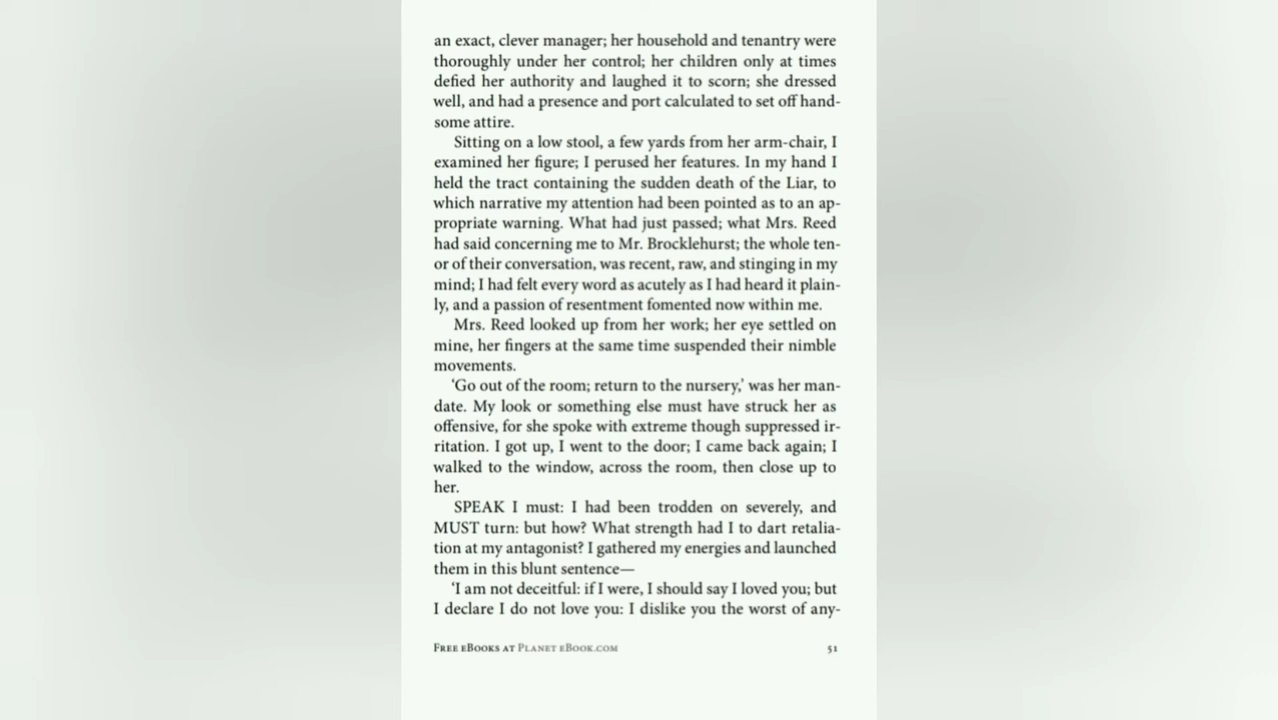 an exact, clever manager; her household and tenantry were
thoroughly under her control; her children only at times
defied her authority and laughed it to scorn; she dressed
well, and had a presence and port calculated to set off hand-
some attire.
Sitting on a low stool, a few yards from her arm-chair, I
examined her figure; I perused her features. In my hand I
held the tract containing the sudden death of the Liar, to
which narrative my attention had been pointed as to an ap-
propriate warning. What had just passed; what Mrs. Reed
had said concerning me to Mr. Brocklehurst; the whole ten-
or of their conversation, was recent, raw, and stinging in my
mind; I had felt every word as acutely as I had heard it plain-
ly, and a passion of resentment fomented now within me.
Mrs. Reed looked up from her work; her eye settled on
mine, her fingers at the same time suspended their nimble
movements.
‘Go out of the room; return to the nursery,’ was her man-
date. My look or something else must have struck her as
offensive, for she spoke with extreme though suppressed ir-
ritation. I got up, I went to the door; I came back again; I
walked to the window, across the room, then close up to
her.
SPEAK I must: I had been trodden on severely, and
MUST turn: but how? What strength had I to dart retalia-
tion at my antagonist? I gathered my energies and launched
them in this blunt sentence—
‘I am not deceitful: if I were, I should say I loved you; but
I declare I do not love you: I dislike you the worst of any-
Free eBooks at Planet eBook.com 51